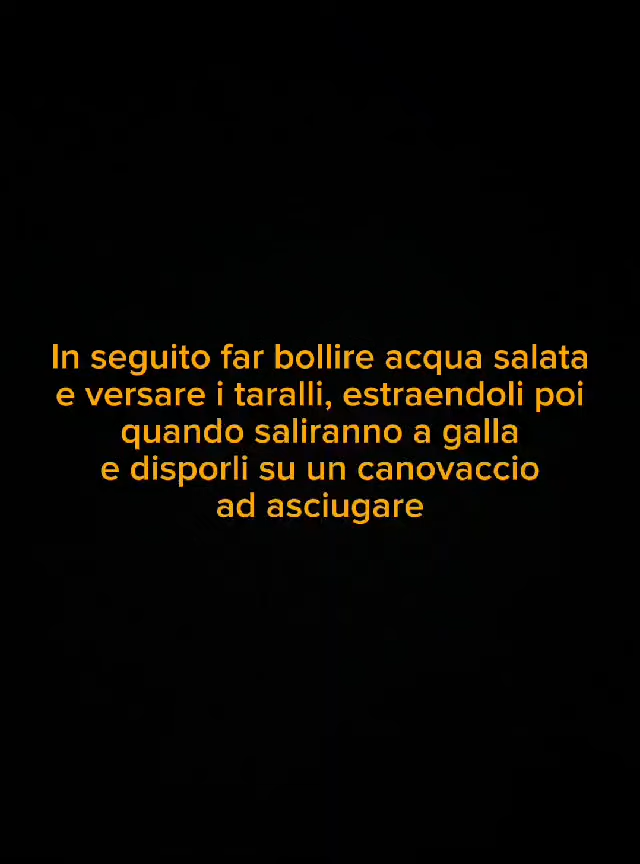 In seguito far bollire acqua salata
e versare i taralli, estraendoli poi
quando saliranno a galla
e disporli su un canovaccio
ad asciugare